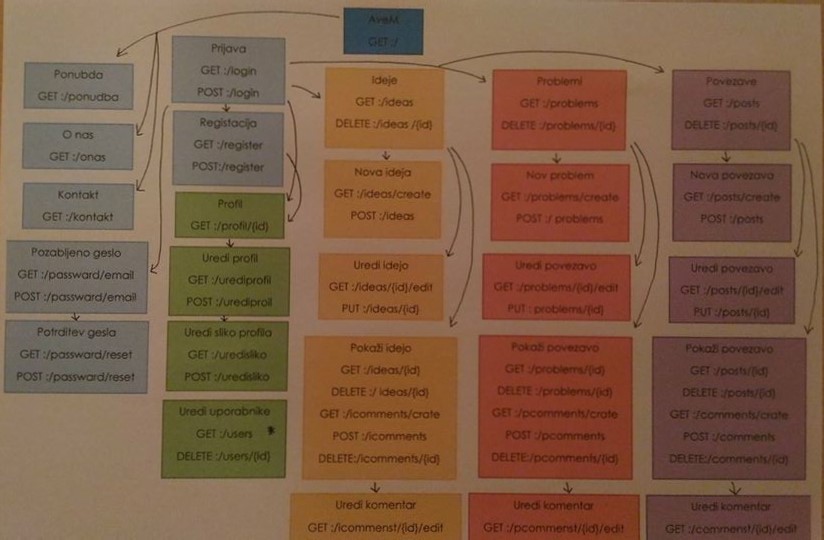 AveM
GET :/
Ponubda
GET :/ponudba
O nas
GET :/onas
Kontakt
GET :/kontakt
Pozabljeno geslo
GET :/passward/email
POST :/passward/email
Potrditev gesla
GET :/passward/reset
POST :/passward/reset
Prijava
GET :/login
POST :/login
Registacija
GET :/register
POST:/register
Profil
GET :/profil/{id}
Uredi profil
GET :/urediprofil
POST :/urediproil
Uredi sliko profila
GET :/uredisliko
POST :/uredisliko
Uredi uporabnike
GET :/users *
DELETE :/users/{id}
Ideje
GET :/ideas
DELETE :/ideas /{id}
Nova ideja
GET :/ideas/create
POST :/ideas
Uredi idejo
GET :/ideas/{id}/edit
PUT :/ideas/{id}
Pokaži idejo
GET :/ideas/{id}
DELETE :/ ideas/{id}
GET :/icomments/crate
POST :/icomments
DELETE:/icomments/{id}
Uredi komentar
GET :/icommenst/{id}/edit
Problemi
GET :/problems
DELETE :/problems/{id}
Nov problem
GET :/problems/create
POST :/ problems
Uredi povezavo
GET :/problems/{id}/edit
PUT : problems/{id}
Pokaži povezavo
GET :/problems/{id}
DELETE :/problems/{id}
GET :/pcomments/crate
POST :/pcomments
DELETE:/pcomments/{id}
Uredi komentar
GET :/pcommenst/{id}/edit
Povezave
GET :/posts
DELETE :/posts/{id}
Nova povezava
GET :/posts/create
POST :/posts
Uredi povezavo
GET :/posts/{id}/edit
PUT :/posts/{id}
Pokaži povezavo
GET :/posts/{id}
DELETE :/posts/{id}
GET :/comments/crate
POST :/comments
DELETE:/comments/{id}
Uredi komentar
GET :/commenst/{id}/edit